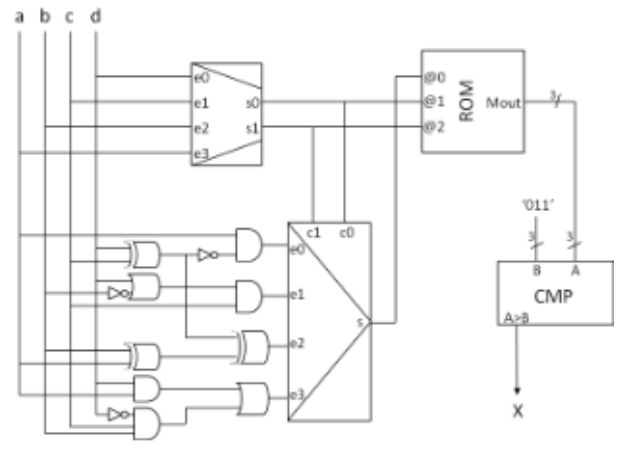 a b c d
e0
e1 s0
e2 s1
e3
@0
@1
@2
ROM
Mout
3
'011'
3 3
B A
CMP
A>B
X
c1 c0
e0
e1
s
e2
e3